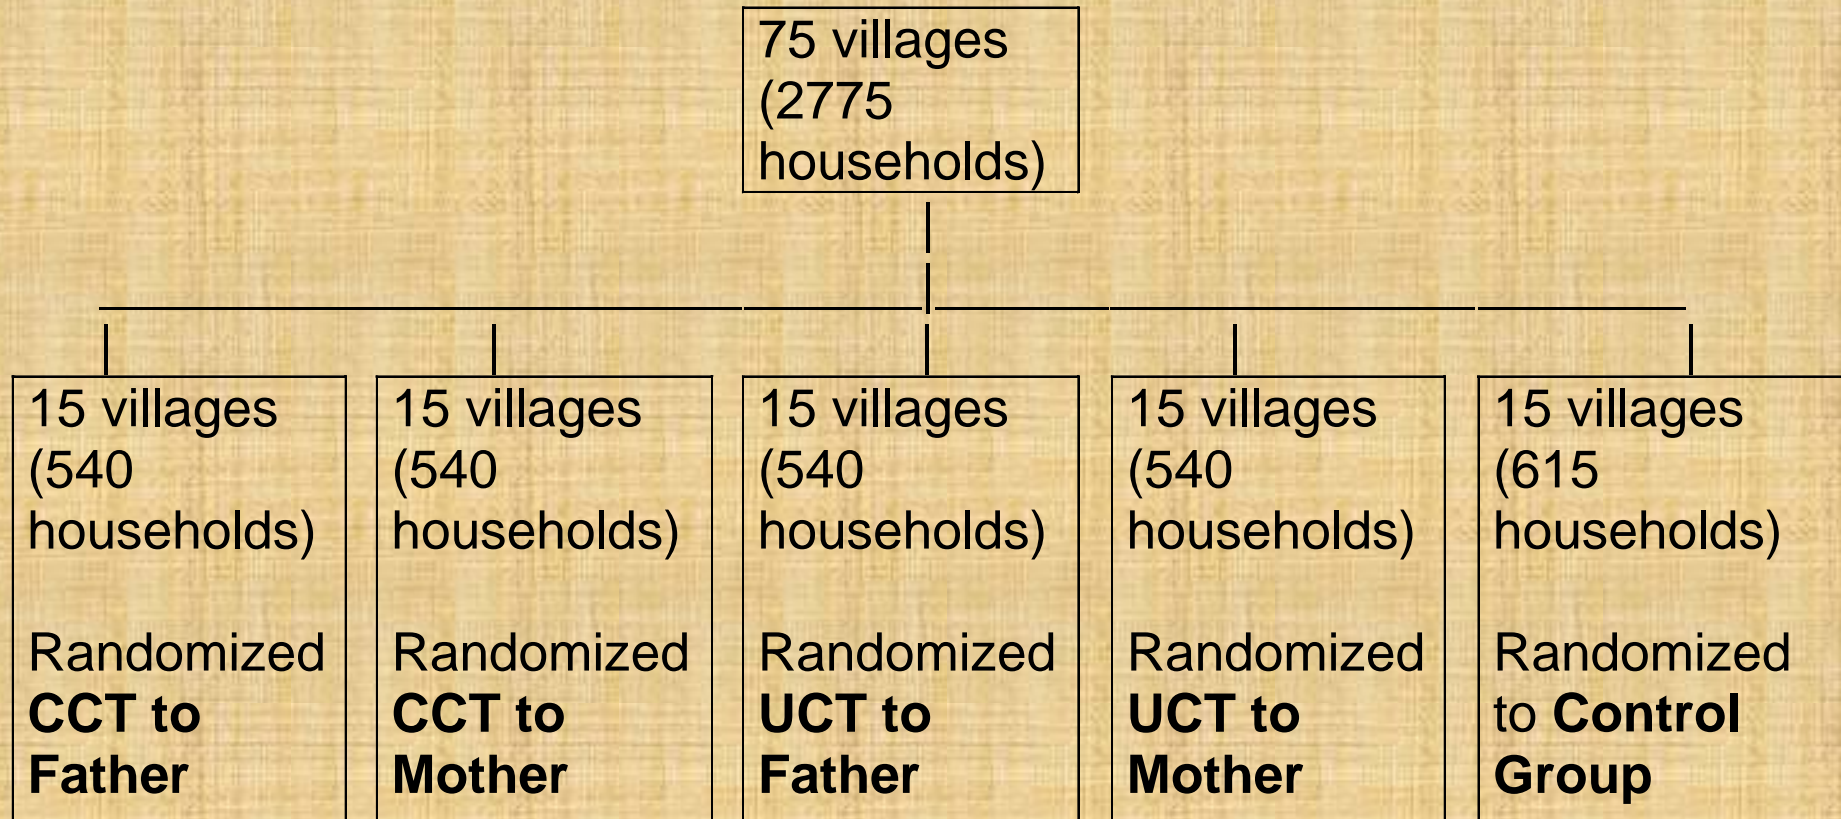 75 villages
(2775
households)
15 villages
(540
households)
Randomized
CCT to
Father
15 villages
(540
households)
Randomized
CCT to
Mother
15 villages
(540
households)
Randomized
UCT to
Father
15 villages
(540
households)
Randomized
UCT to
Mother
15 villages
(615
households)
Randomized
to Control
Group